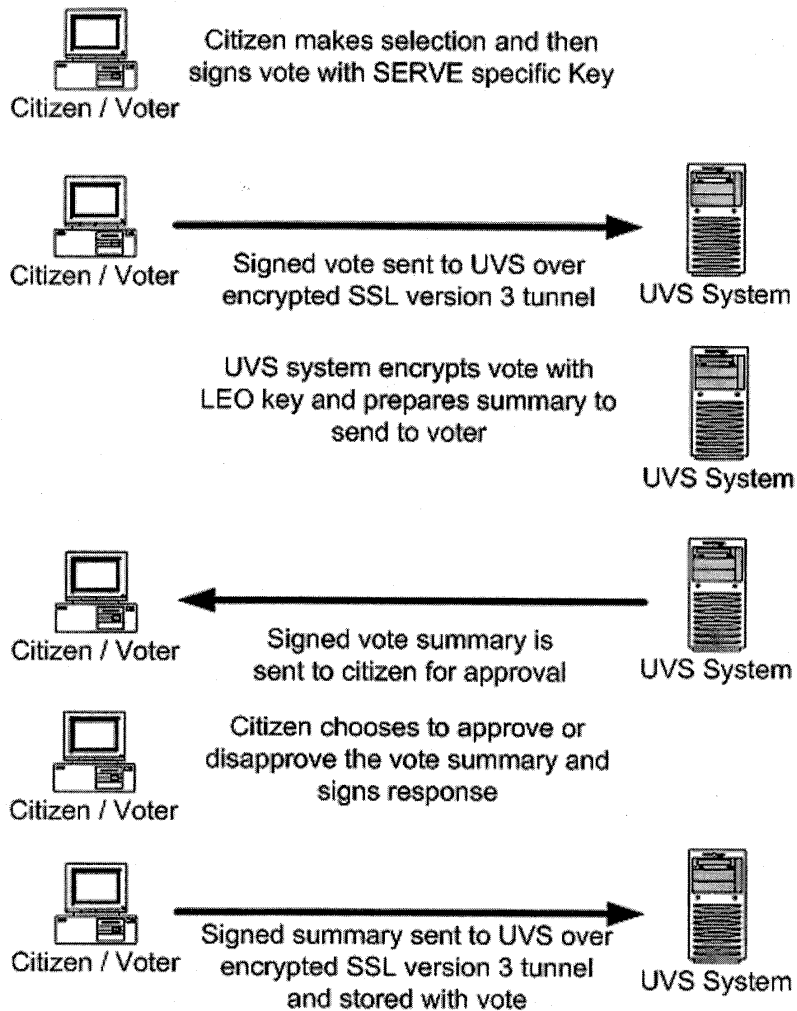 Citizen makes selection and then
signs vote with SERVE specific Key
Citizen / Voter
Citizen / Voter
Signed vote sent to UVS over
encrypted SSL version 3 tunnel
UVS System
UVS system encrypts vote with
LEO key and prepares summary to
send to voter
UVS System
Citizen / Voter
Signed vote summary is
sent to citizen for approval
UVS System
Citizen chooses to approve or
disapprove the vote summary and
signs response
Citizen / Voter
Citizen / Voter
Signed summary sent to UVS over
encrypted SSL version 3 tunnel
and stored with vote
UVS System